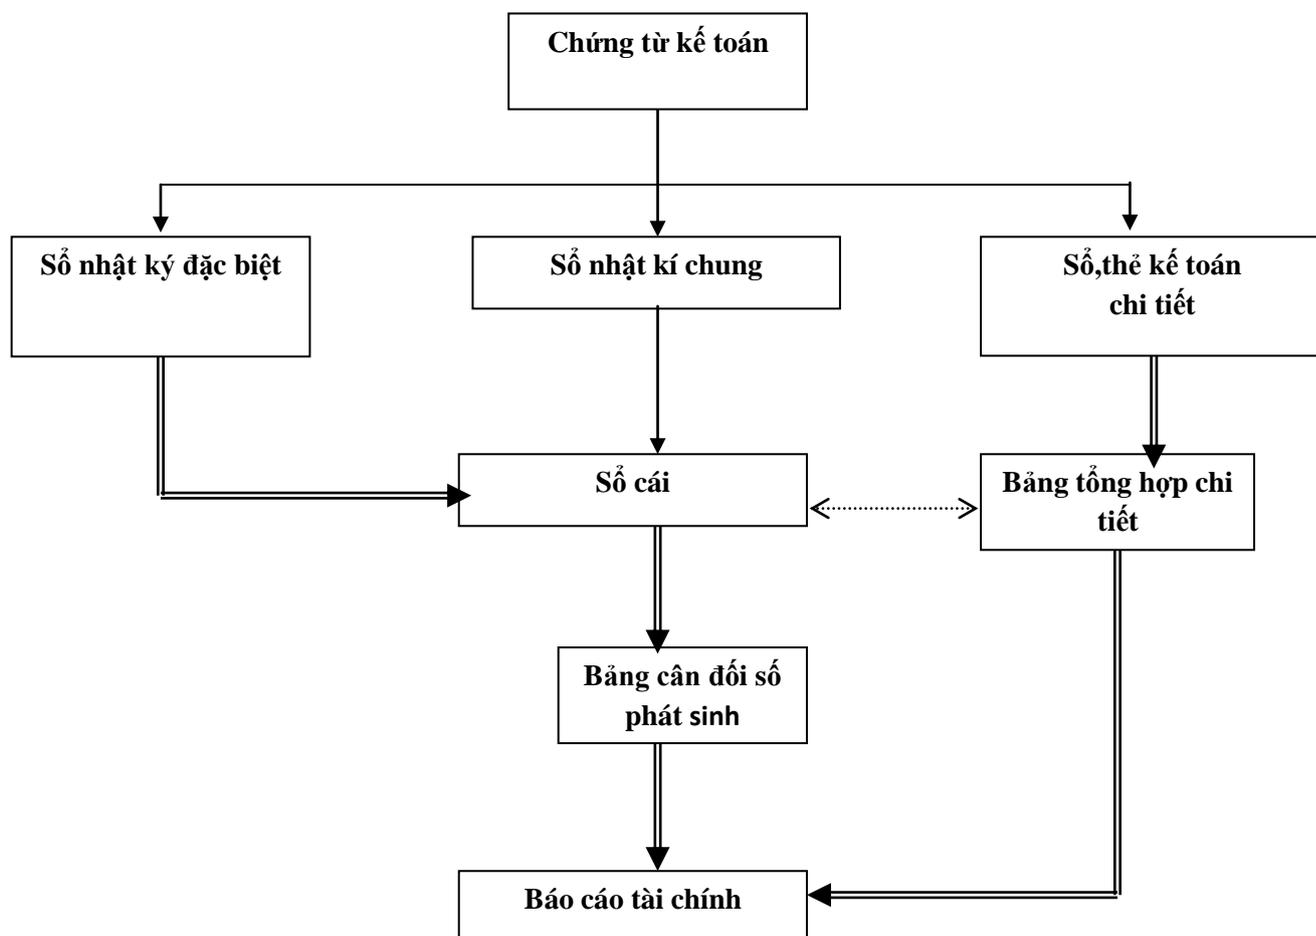 Chứng từ kế toán
Sổ nhật ký đặc biệt
Sổ nhật kí chung
Sổ,thẻ kế toán
chi tiết
Sổ cái
Bảng tổng hợp chi
tiết
Bảng cân đối số
phát sinh
Báo cáo tài chính